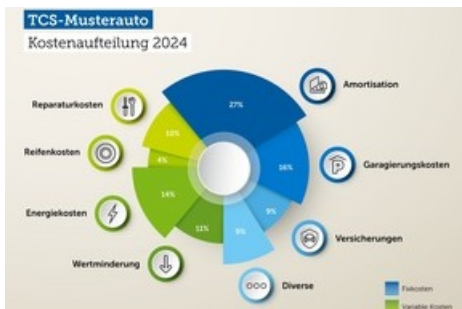 TCS-Musterauto
Kostenaufteilung 2024
Amortisation
27%
Reparaturkosten
10%
Garagierungskosten
16%
Reifenkosten
4%
Energiekosten
14%
Versicherungen
9%
Wertminderung
11%
9%
Diverse
Fixkosten
Variable Kosten